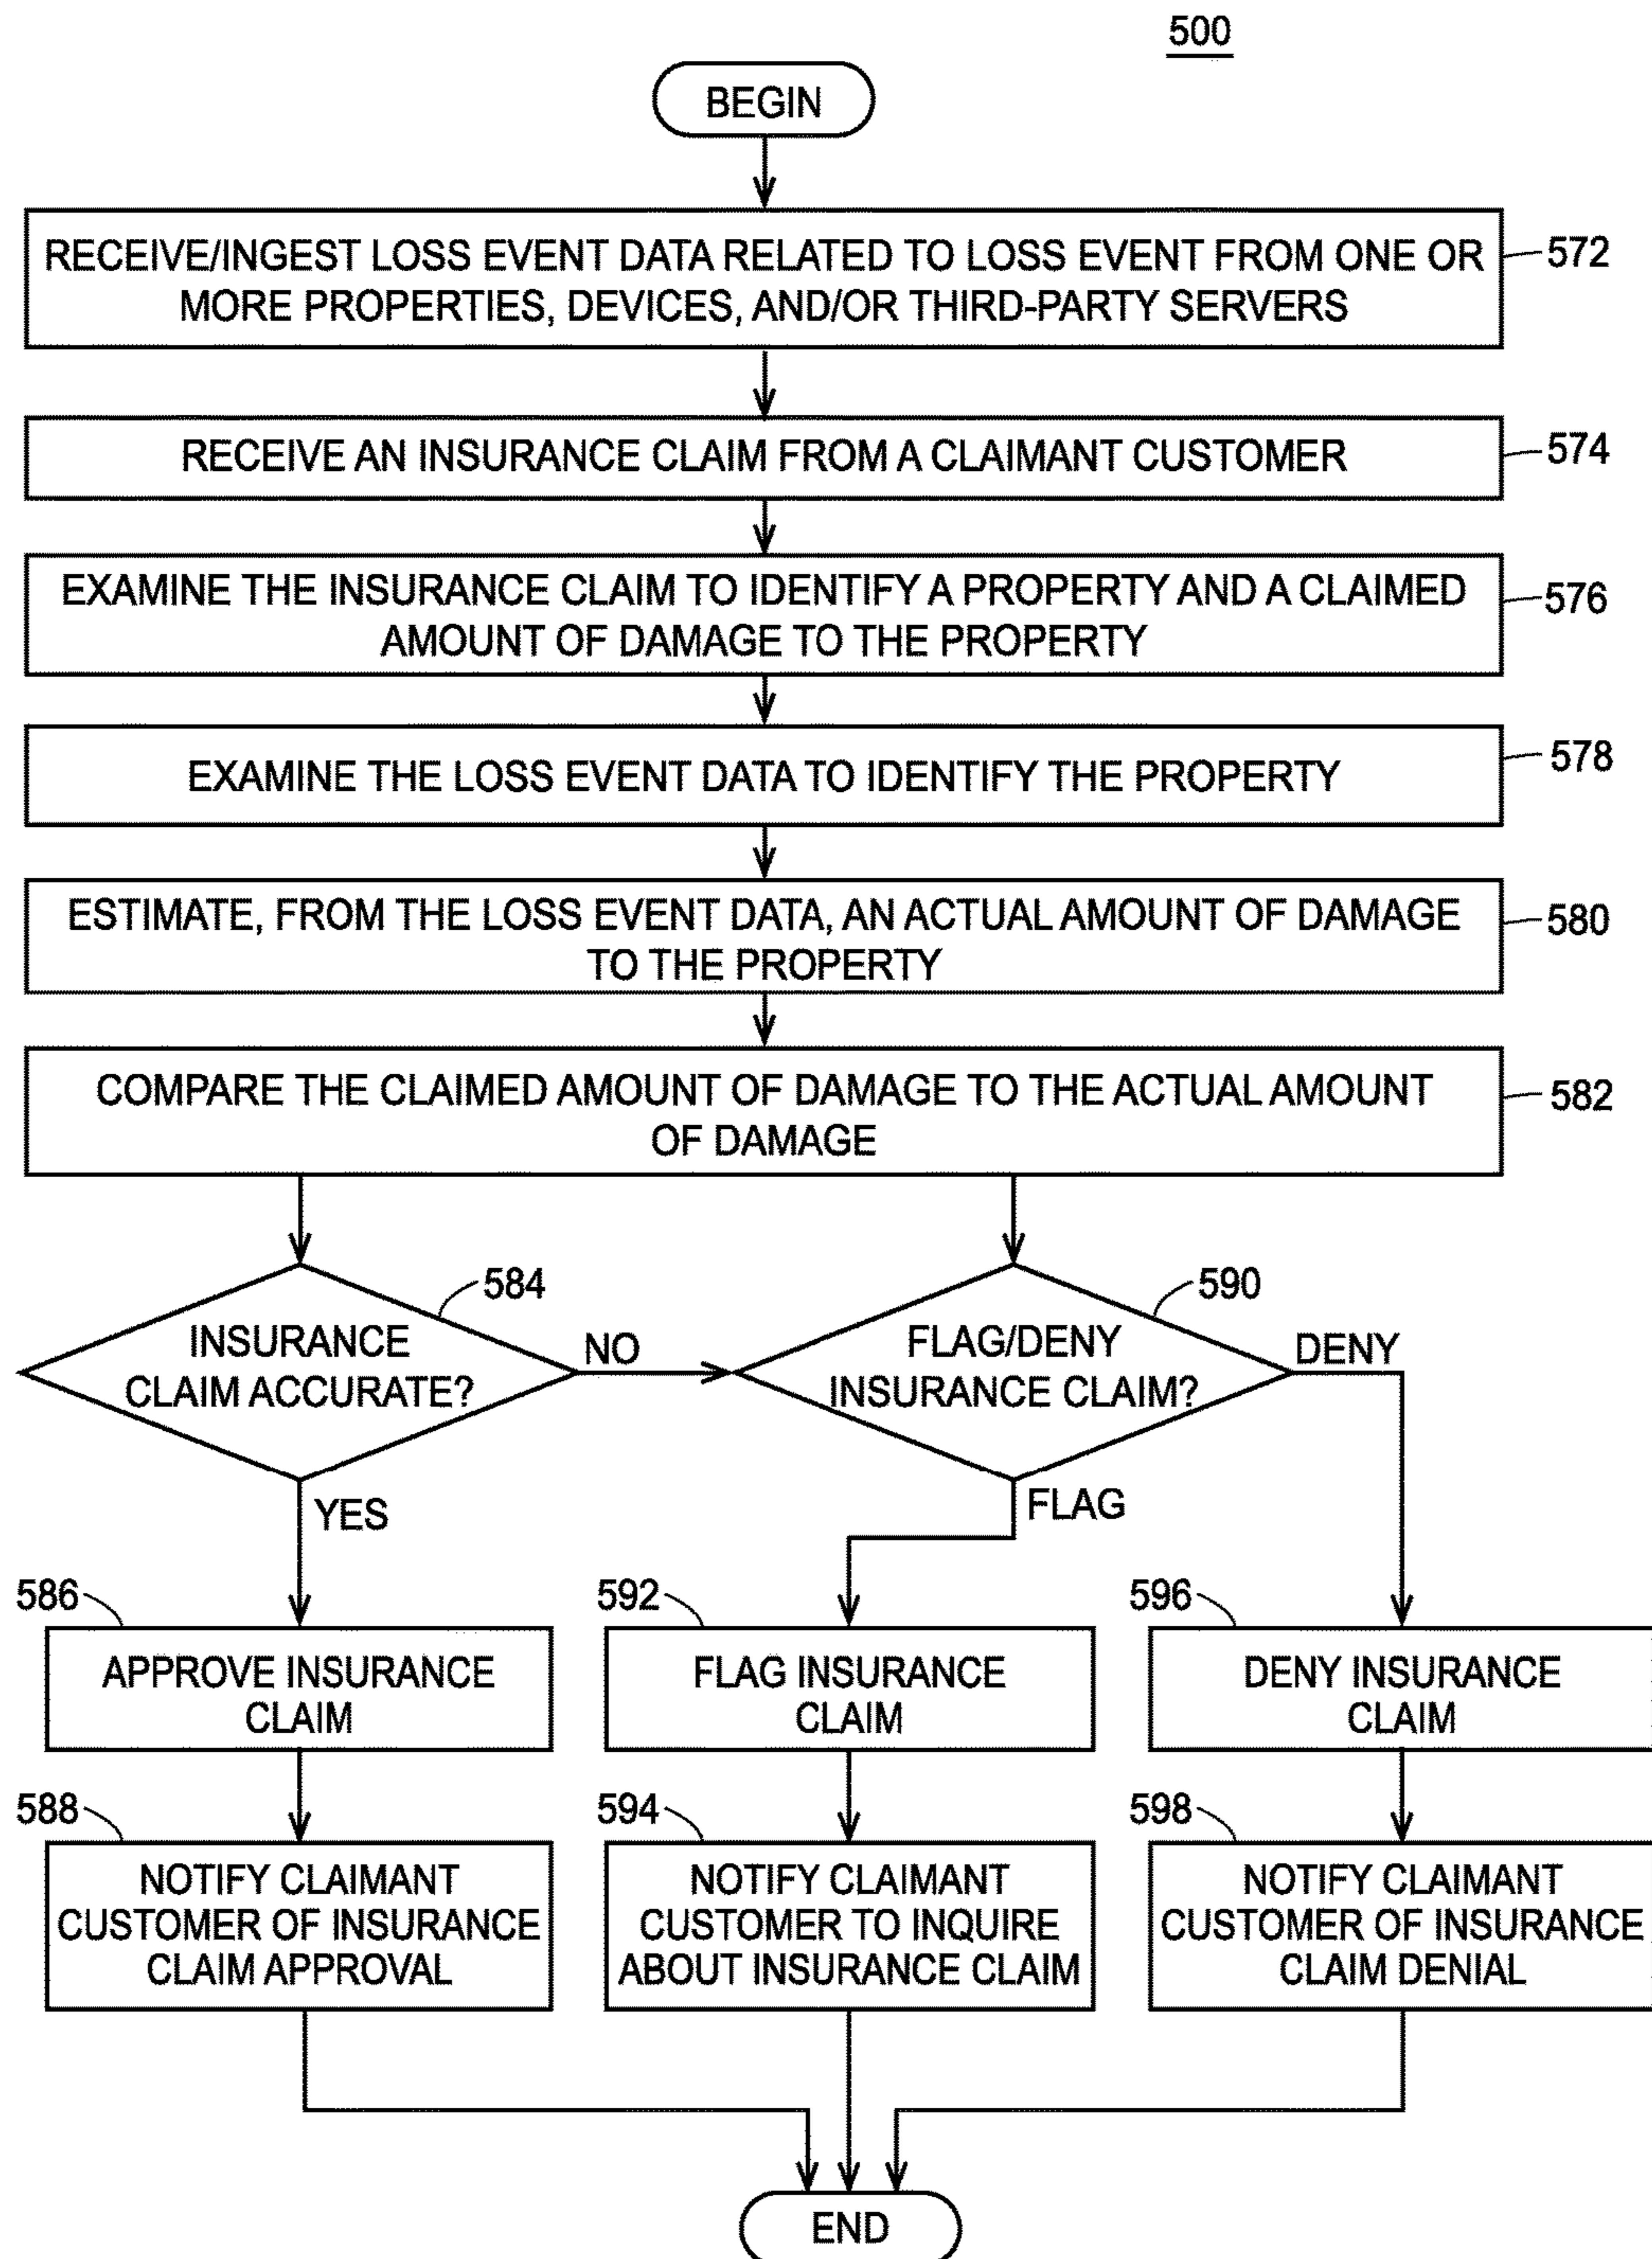 500
BEGIN
RECEIVE/INGEST LOSS EVENT DATA RELATED TO LOSS EVENT FROM ONE OR
MORE PROPERTIES, DEVICES, AND/OR THIRD-PARTY SERVERS
572
RECEIVE AN INSURANCE CLAIM FROM A CLAIMANT CUSTOMER
574
EXAMINE THE INSURANCE CLAIM TO IDENTIFY A PROPERTY AND A CLAIMED
AMOUNT OF DAMAGE TO THE PROPERTY
576
EXAMINE THE LOSS EVENT DATA TO IDENTIFY THE PROPERTY
578
ESTIMATE, FROM THE LOSS EVENT DATA, AN ACTUAL AMOUNT OF DAMAGE
TO THE PROPERTY
580
COMPARE THE CLAIMED AMOUNT OF DAMAGE TO THE ACTUAL AMOUNT
OF DAMAGE
582
584
INSURANCE
CLAIM ACCURATE?
NO
YES
590
FLAG/DENY
INSURANCE CLAIM?
DENY
FLAG
586
APPROVE INSURANCE
CLAIM
592
FLAG INSURANCE
CLAIM
596
DENY INSURANCE
CLAIM
588
NOTIFY CLAIMANT
CUSTOMER OF INSURANCE
CLAIM APPROVAL
594
NOTIFY CLAIMANT
CUSTOMER TO INQUIRE
ABOUT INSURANCE CLAIM
598
NOTIFY CLAIMANT
CUSTOMER OF INSURANCE
CLAIM DENIAL
END